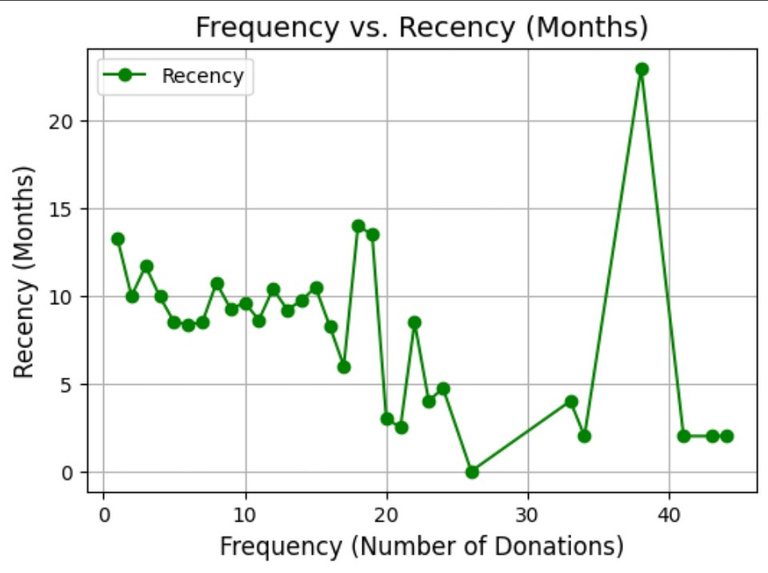 Frequency vs. Recency (Months)
Recency
20
15
10
5
0
Recency (Months)
0 10 20 30 40
Frequency (Number of Donations)